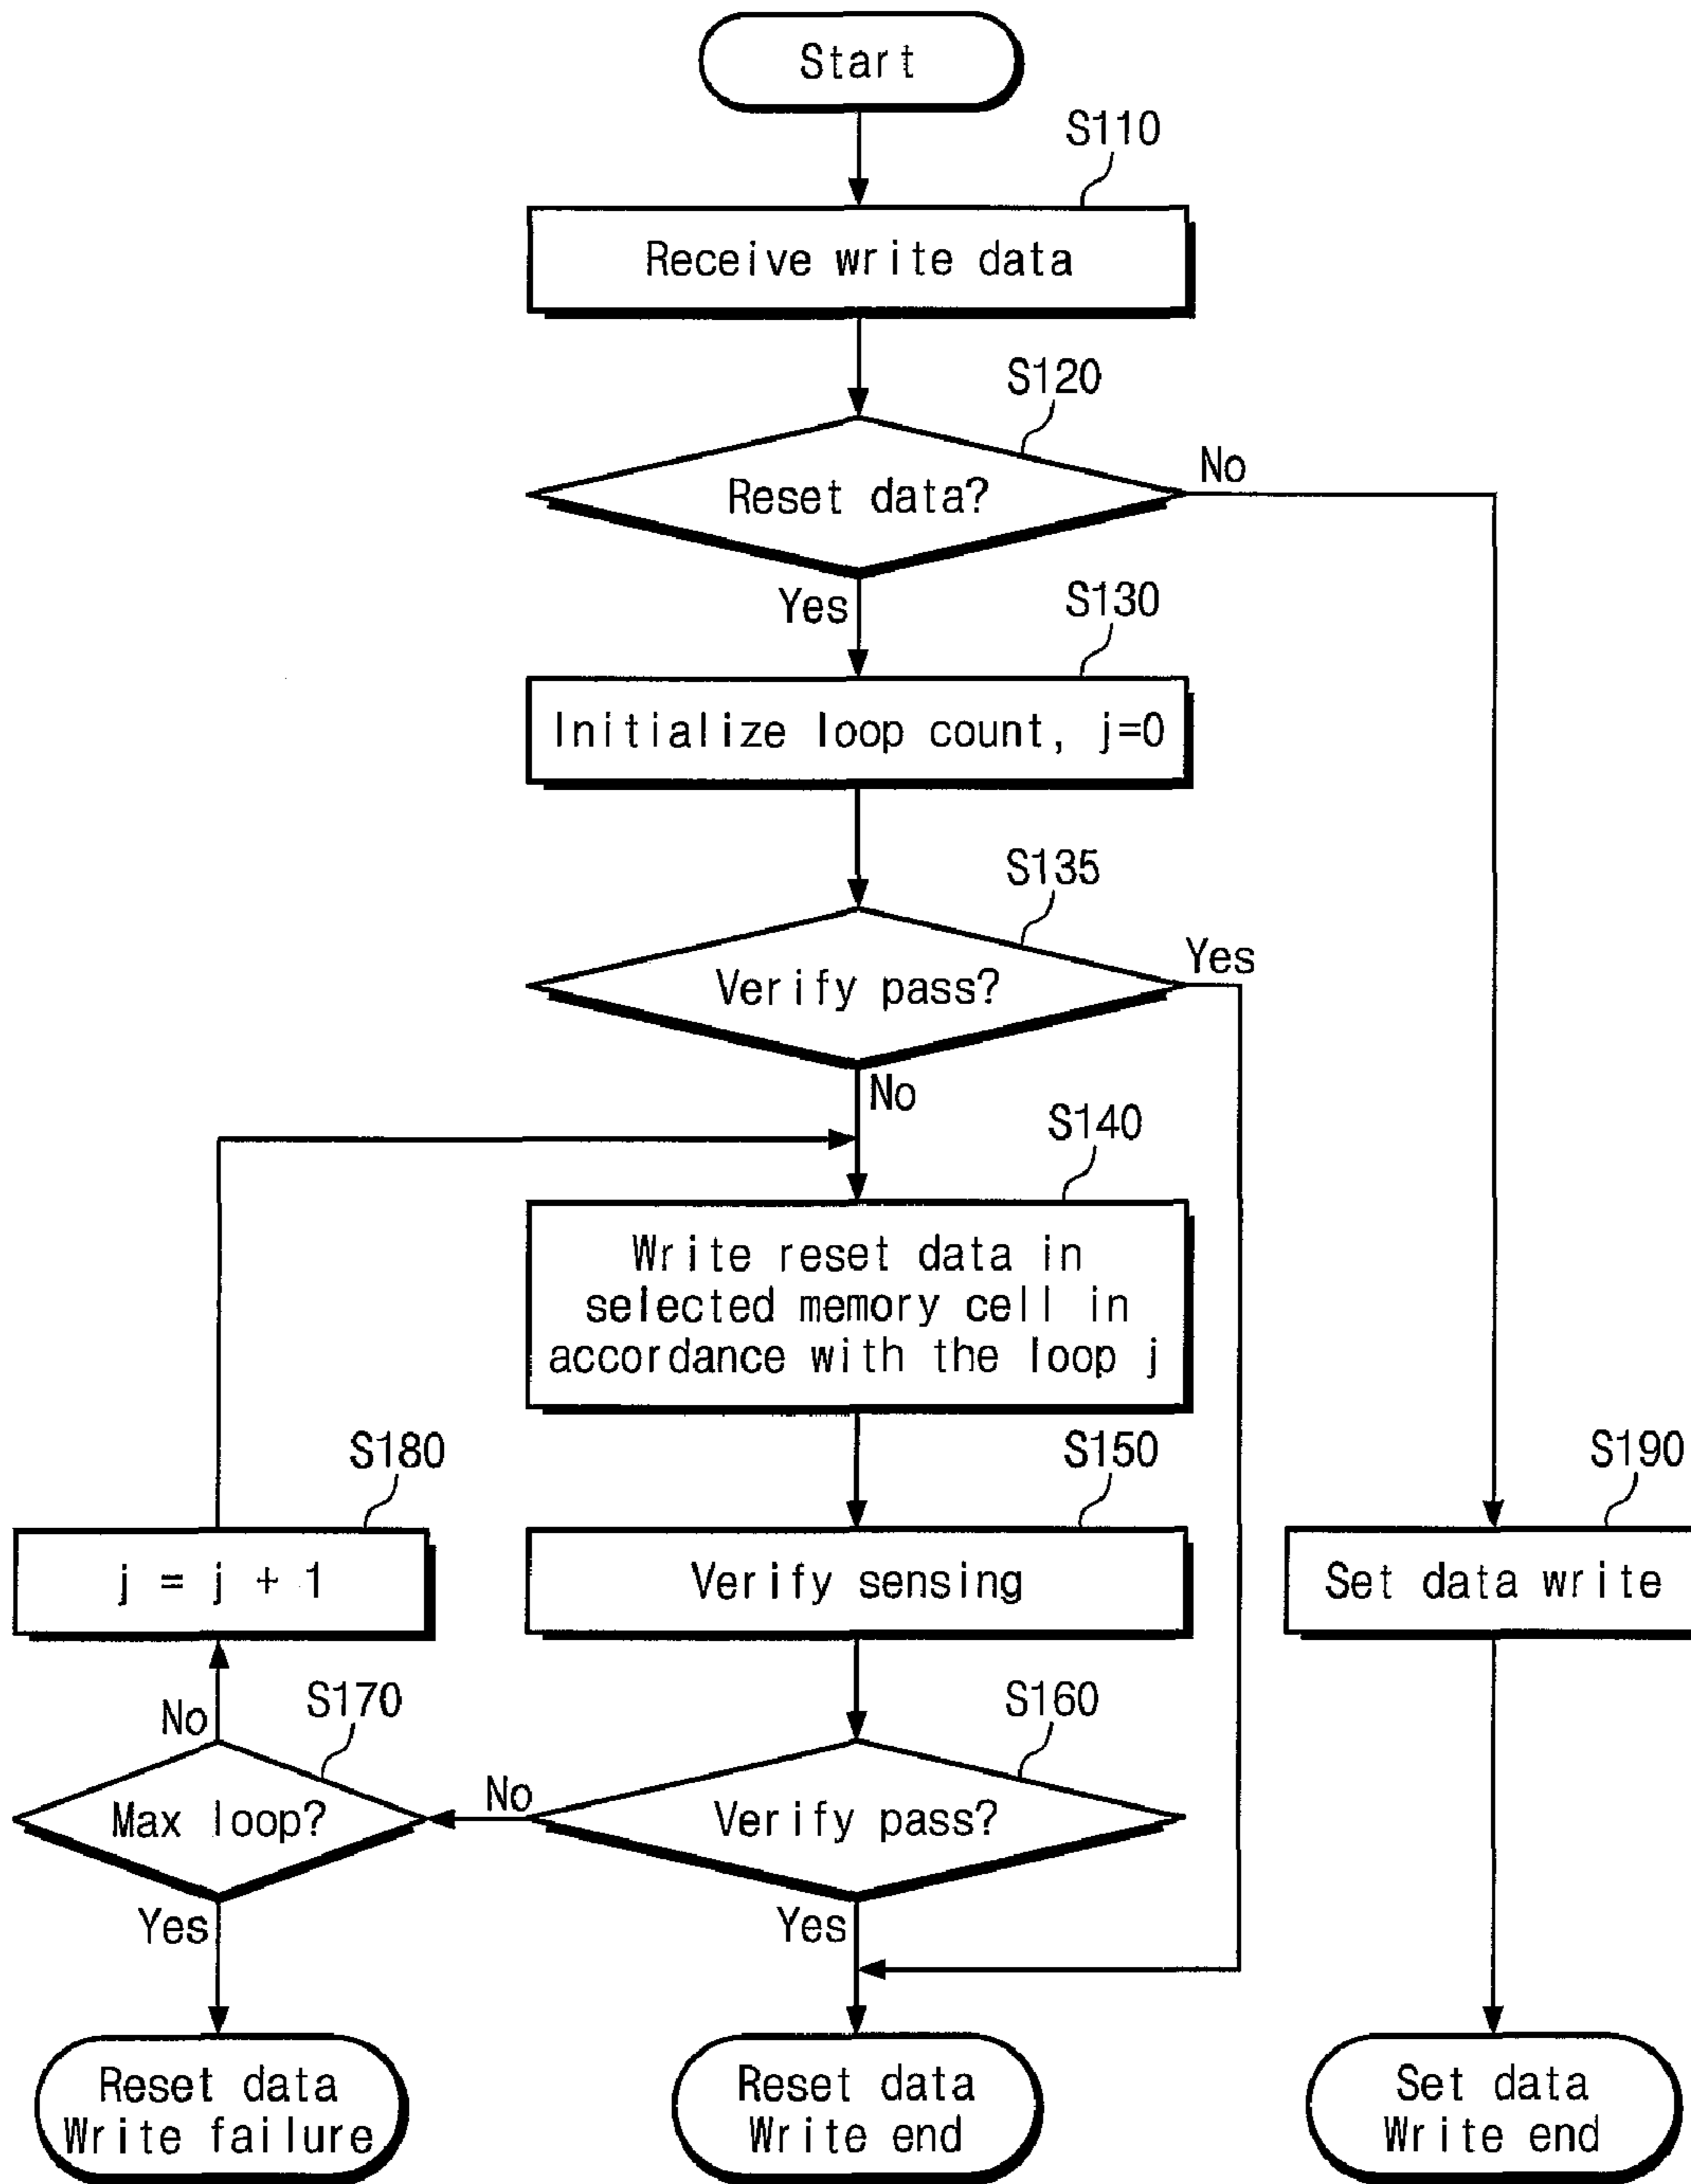 Start
S110
Receive write data
S120
Reset data?
No
Yes
S130
Initialize loop count, j=0
S135
Verify pass?
Yes
No
S140
Write reset data in
selected memory cell in
accordance with the loop j
S180
S150
S190
j = j + 1
Verify sensing
Set data write
No
S170
S160
Max loop?
No
Verify pass?
Yes
Yes
Reset data
Write failure
Reset data
Write end
Set data
Write end